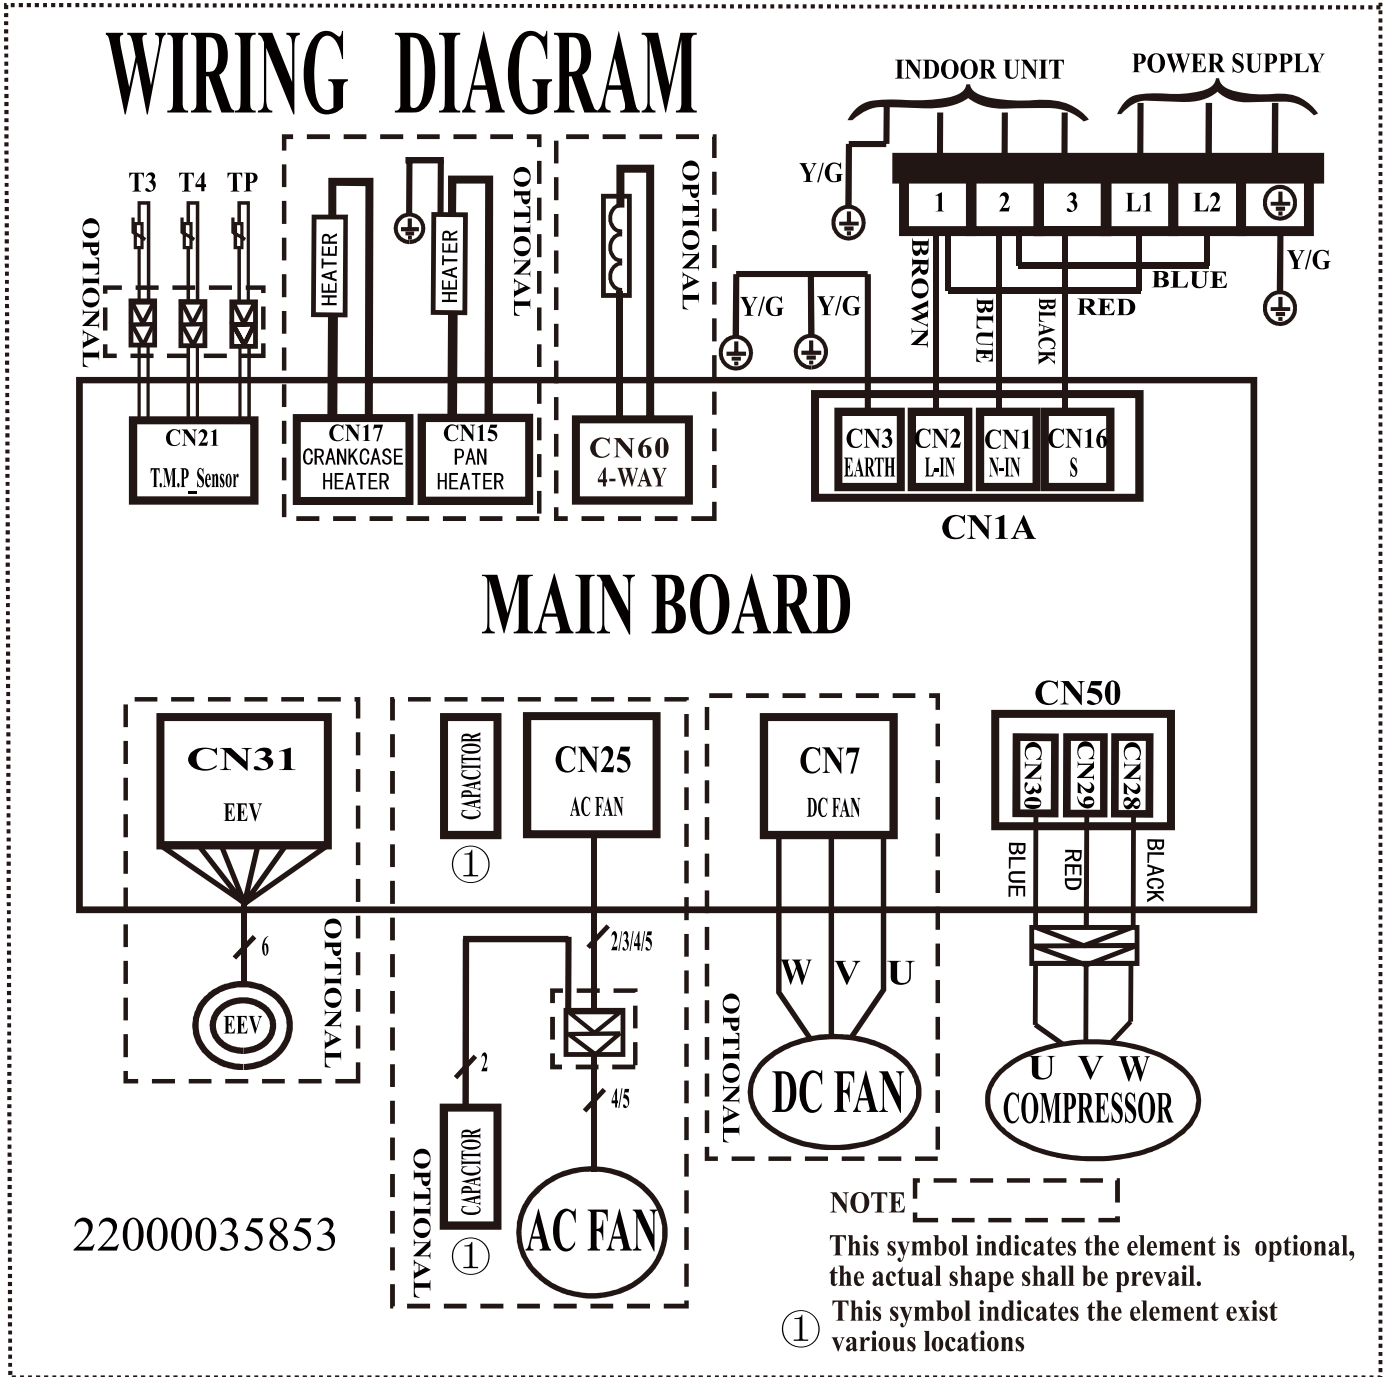 WIRING DIAGRAM
INDOOR UNIT
POWER SUPPLY
Y/G
1
2
3
L1
L2
Y/G
T3
T4
TP
OPTIONAL
HEATER
HEATER
OPTIONAL
OPTIONAL
Y/G
Y/G
BROWN
BLUE
BLACK
RED
BLUE
CN21
T.M.P_Sensor
CN17
CRANKCASE
HEATER
CN15
PAN
HEATER
CN60
4-WAY
CN3
EARTH
CN2
L-IN
CN1
N-IN
CN16
S
CN1A
MAIN BOARD
CN31
EEV
6
EEV
OPTIONAL
CAPACITOR
①
CN25
AC FAN
2/3/4/5
2
4/5
CAPACITOR
①
AC FAN
OPTIONAL
CN7
DC FAN
W
V
U
DC FAN
OPTIONAL
CN50
CN30
CN29
CN28
BLUE
RED
BLACK
U V W
COMPRESSOR
22000035853
NOTE
This symbol indicates the element is optional,
the actual shape shall be prevail.
① This symbol indicates the element exist
various locations